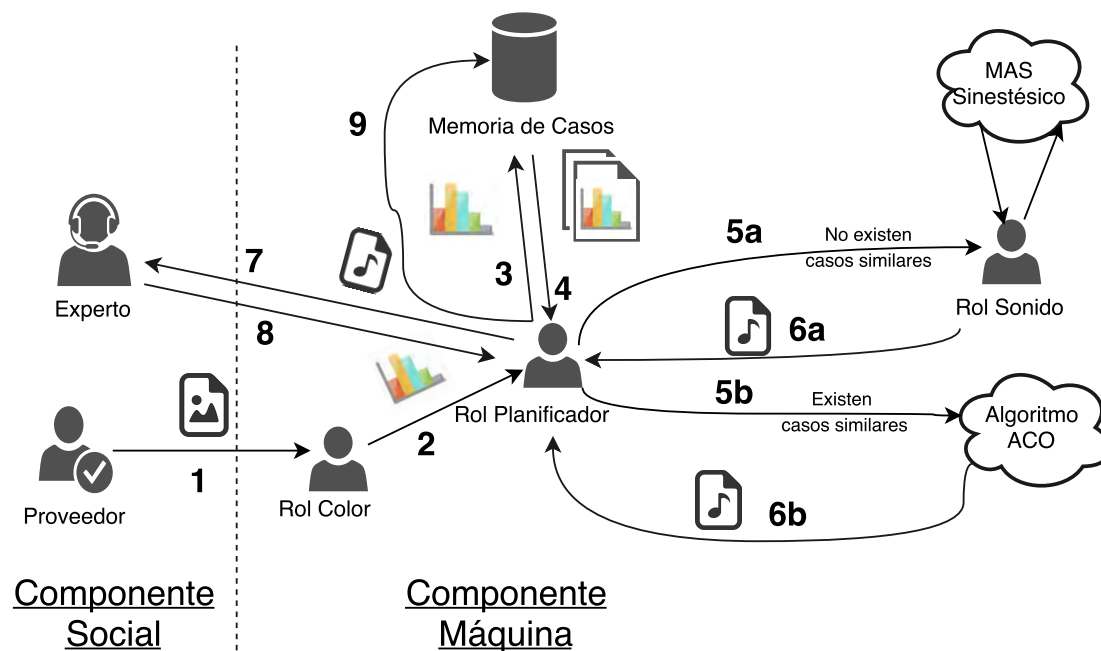 MAS
Sinestésico
9
Memoria de Casos
5a
No existen
casos similares
7
3
4
Experto
Rol Sonido
8
6a
5b
Existen
casos similares
Rol Planificador
Algoritmo
ACO
2
1
Rol Color
Proveedor
6b
Componente
Social
Componente
Máquina